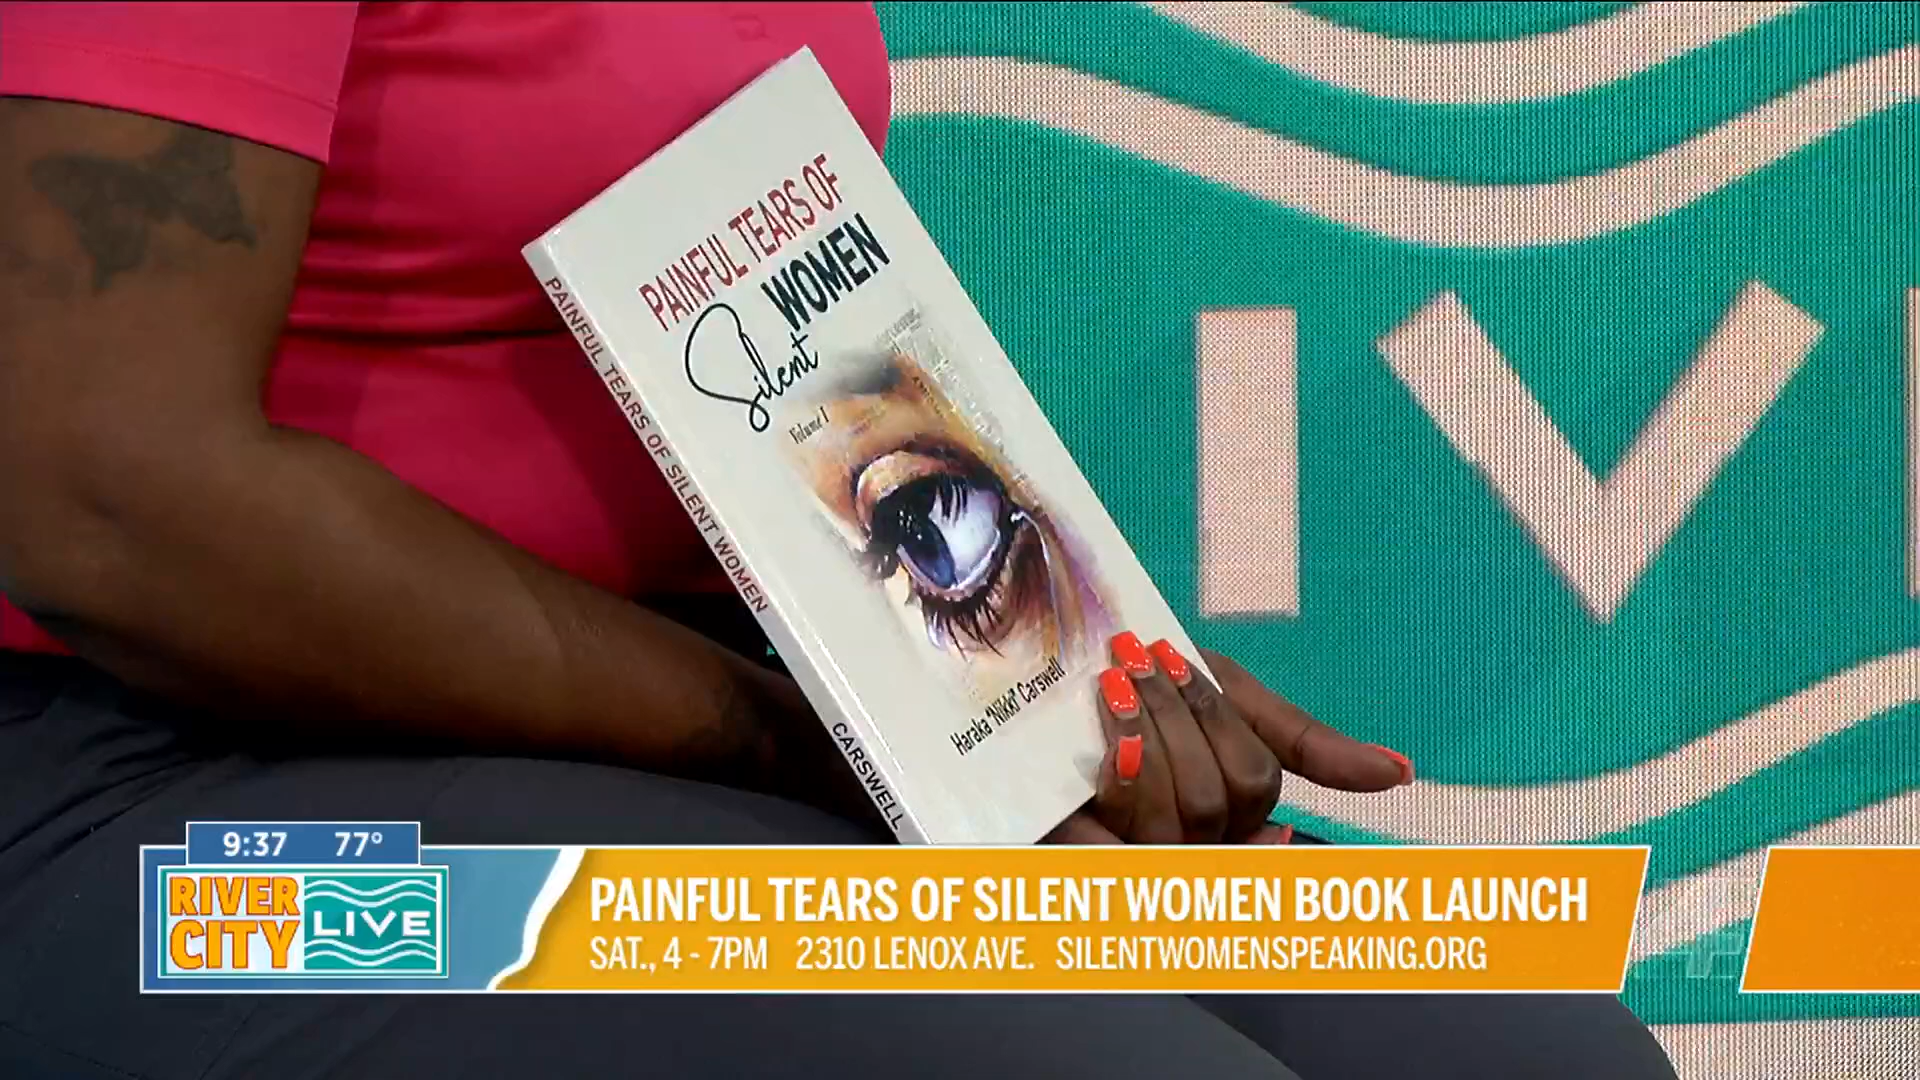 PAINFUL TEARS OF
Silent WOMEN
Volume 1
Haraka "Nikki" Carswell
PAINFUL TEARS OF SILENT WOMEN
CARSWELL
IV
9:37 77°
RIVER
CITY
LIVE
PAINFUL TEARS OF SILENT WOMEN BOOK LAUNCH
SAT., 4 - 7PM 2310 LENOX AVE. SILENTWOMENSPEAKING.ORG